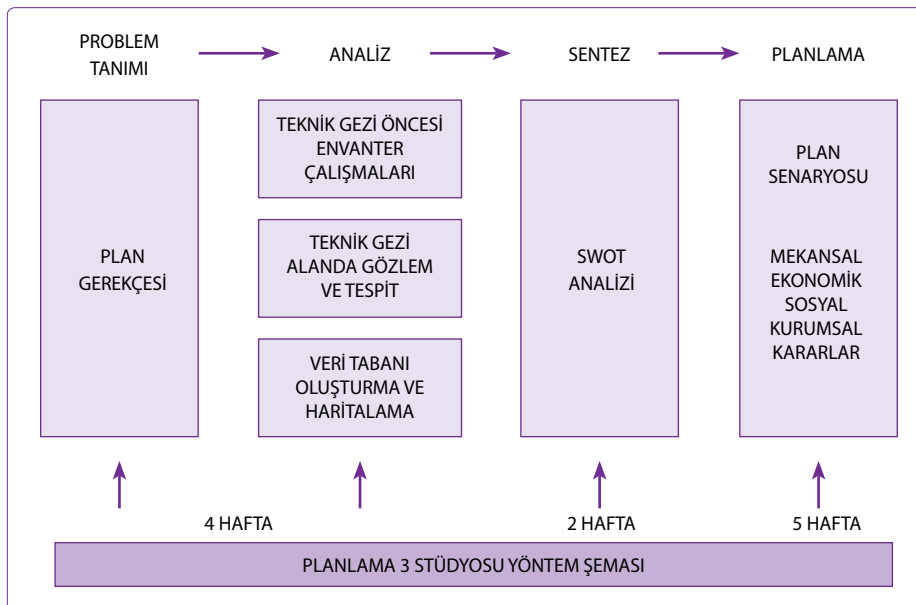 PROBLEM
TANIMI
ANALİZ
SENTEZ
PLANLAMA
PLAN
GEREKÇESİ
TEKNİK GEZİ ÖNCESİ
ENVANTER
ÇALIŞMALARI
TEKNİK GEZİ
ALANDA GÖZLEM
VE TESPİT
VERİ TABANI
OLUŞTURMA VE
HARİTALAMA
SWOT
ANALİZİ
PLAN
SENARYOSU
MEKANSAL
EKONOMİK
SOSYAL
KURUMSAL
KARARLAR
4 HAFTA
2 HAFTA
5 HAFTA
PLANLAMA 3 STÜDYOSU YÖNTEM ŞEMASI